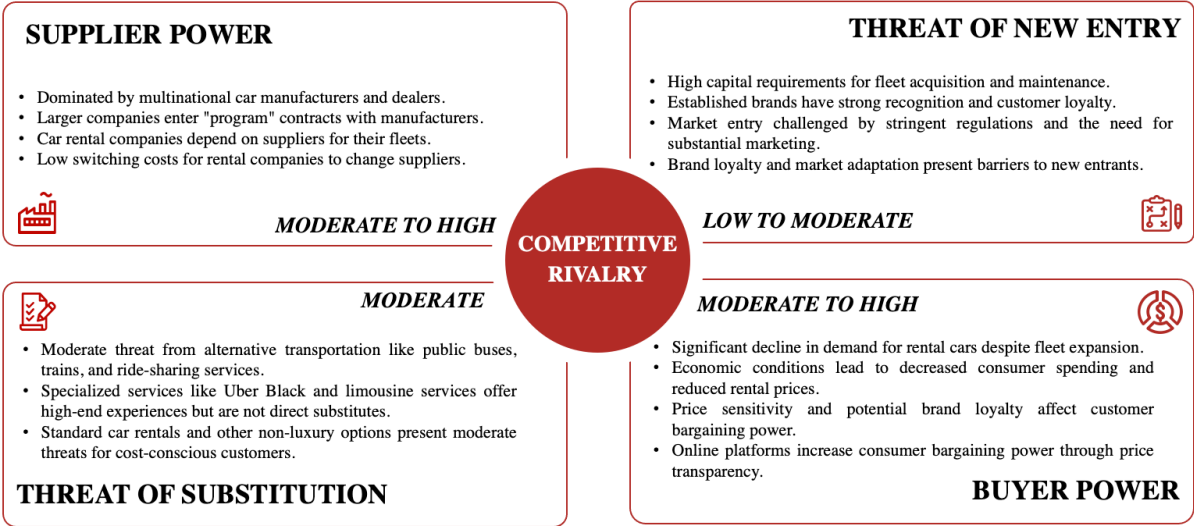 SUPPLIER POWER
• Dominated by multinational car manufacturers and dealers.
• Larger companies enter "program" contracts with manufacturers.
• Car rental companies depend on suppliers for their fleets.
• Low switching costs for rental companies to change suppliers.
MODERATE TO HIGH
THREAT OF NEW ENTRY
• High capital requirements for fleet acquisition and maintenance.
• Established brands have strong recognition and customer loyalty.
• Market entry challenged by stringent regulations and the need for
substantial marketing.
• Brand loyalty and market adaptation present barriers to new entrants.
LOW TO MODERATE
COMPETITIVE
RIVALRY
MODERATE
• Moderate threat from alternative transportation like public buses,
trains, and ride-sharing services.
• Specialized services like Uber Black and limousine services offer
high-end experiences but are not direct substitutes.
• Standard car rentals and other non-luxury options present moderate
threats for cost-conscious customers.
THREAT OF SUBSTITUTION
MODERATE TO HIGH
• Significant decline in demand for rental cars despite fleet expansion.
• Economic conditions lead to decreased consumer spending and
reduced rental prices.
• Price sensitivity and potential brand loyalty affect customer
bargaining power.
• Online platforms increase consumer bargaining power through price
transparency.
BUYER POWER